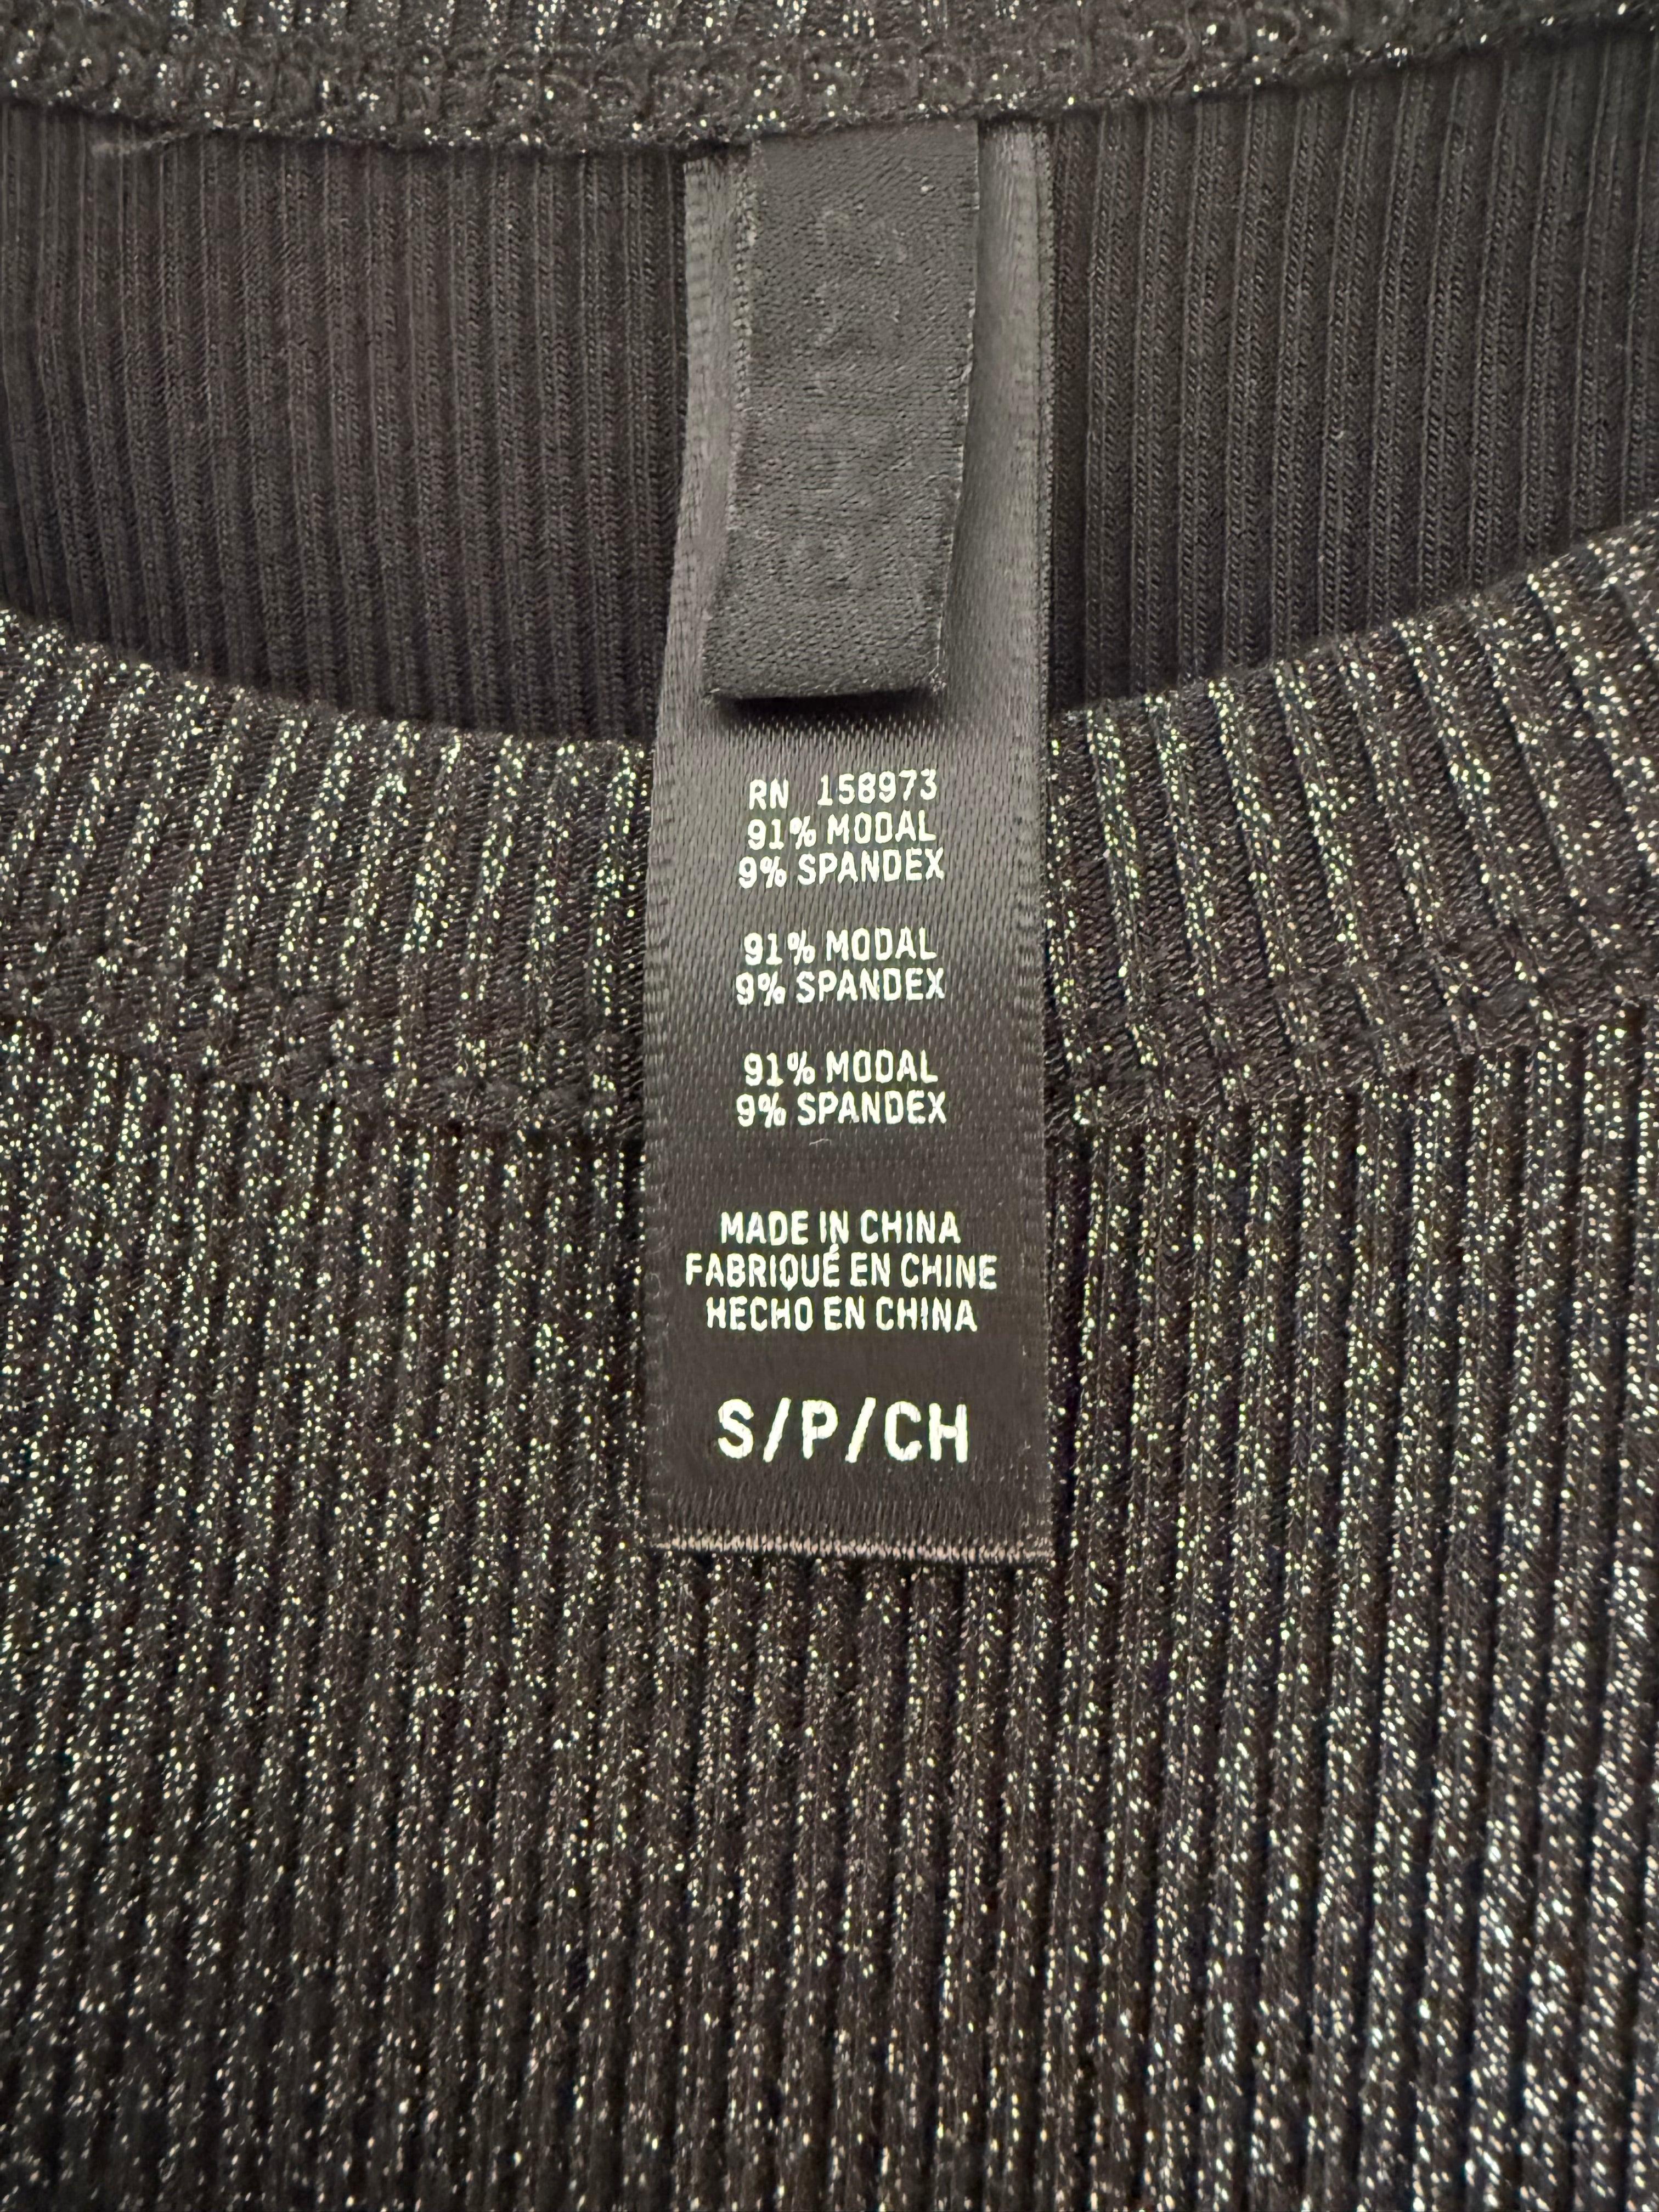 RN 158973
91% MODAL
9% SPANDEX
91% MODAL
9% SPANDEX
91% MODAL
9% SPANDEX
MADE IN CHINA
FABRIQUÉ EN CHINE
HECHO EN CHINA
S/P/CH